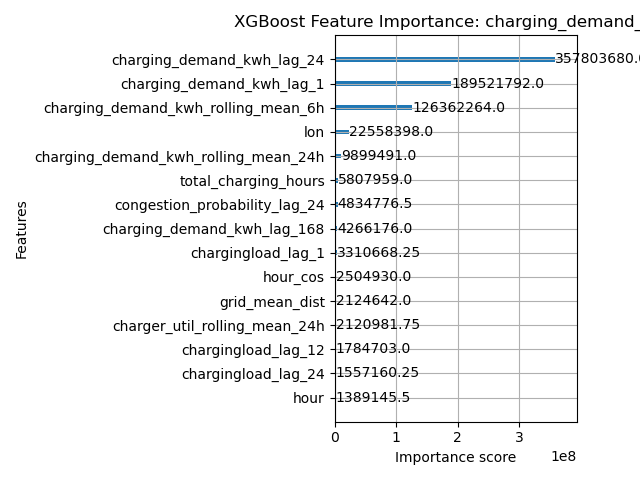 XGBoost Feature Importance: charging_demand_
charging_demand_kwh_lag_24
357803680.0
charging_demand_kwh_lag_1
189521792.0
charging_demand_kwh_rolling_mean_6h
126362264.0
lon
22558398.0
charging_demand_kwh_rolling_mean_24h
9899491.0
total_charging_hours
5807959.0
congestion_probability_lag_24
4834776.5
charging_demand_kwh_lag_168
4266176.0
chargingload_lag_1
3310668.25
hour_cos
2504930.0
grid_mean_dist
2124642.0
charger_util_rolling_mean_24h
2120981.75
chargingload_lag_12
1784703.0
chargingload_lag_24
1557160.25
hour
1389145.5
Features
0 1 2 3
Importance score
1e8